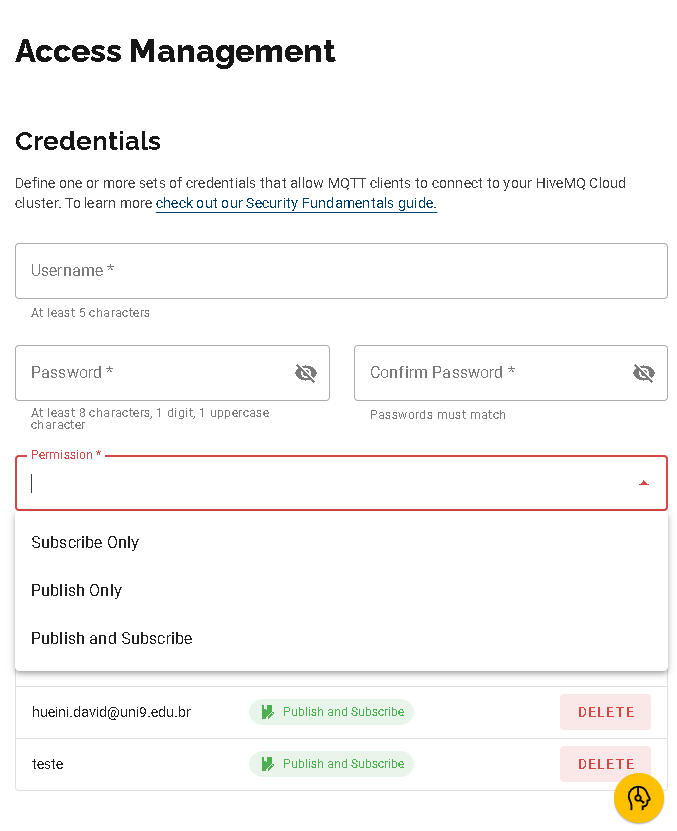 Access Management
Credentials
Define one or more sets of credentials that allow MQTT clients to connect to your HiveMQ Cloud
cluster. To learn more check out our Security Fundamentals guide.
Username *
At least 5 characters
Password *
Confirm Password *
At least 8 characters, 1 digit, 1 uppercase
character
Passwords must match
Permission *
Subscribe Only
Publish Only
Publish and Subscribe
hueini.david@uni9.edu.br Publish and Subscribe DELETE
teste Publish and Subscribe DELETE